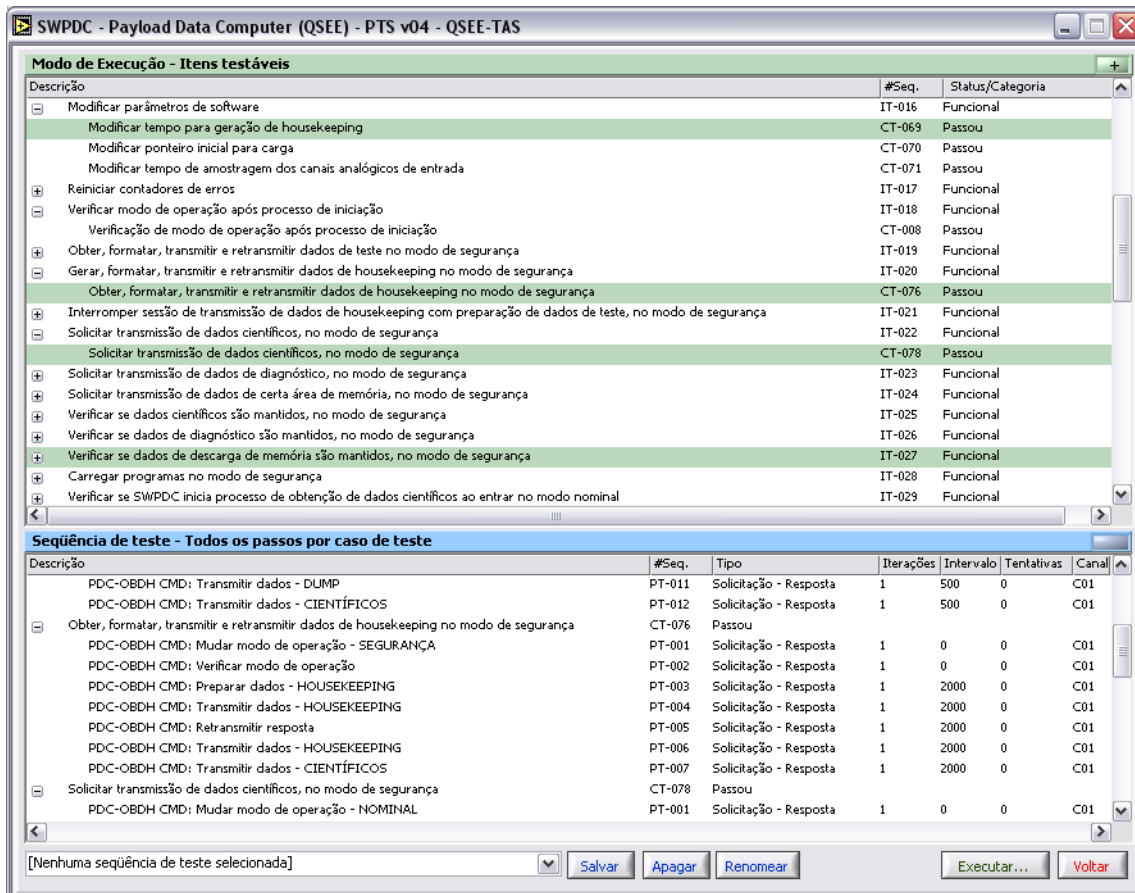 SWPDC - Payload Data Computer (QSEE) - PTS v04 - QSEE-TAS
Modo de Execução - Itens testáveis +
Descrição #Seq. Status/Categoria
Modificar parâmetros de software IT-016 Funcional
Modificar tempo para geração de housekeeping CT-069 Passou
Modificar ponteiro inicial para carga CT-070 Passou
Modificar tempo de amostragem dos canais analógicos de entrada CT-071 Passou
Reiniciar contadores de erros IT-017 Funcional
Verificar modo de operação após processo de iniciação IT-018 Funcional
Verificação de modo de operação após processo de iniciação CT-008 Passou
Obter, formatar, transmitir e retransmitir dados de teste no modo de segurança IT-019 Funcional
Gerar, formatar, transmitir e retransmitir dados de housekeeping no modo de segurança IT-020 Funcional
Obter, formatar, transmitir e retransmitir dados de housekeeping no modo de segurança CT-076 Passou
Interromper sessão de transmissão de dados de housekeeping com preparação de dados de teste, no modo de segurança IT-021 Funcional
Solicitar transmissão de dados científicos, no modo de segurança IT-022 Funcional
Solicitar transmissão de dados científicos, no modo de segurança CT-078 Passou
Solicitar transmissão de dados de diagnóstico, no modo de segurança IT-023 Funcional
Solicitar transmissão de dados de certa área de memória, no modo de segurança IT-024 Funcional
Verificar se dados científicos são mantidos, no modo de segurança IT-025 Funcional
Verificar se dados de diagnóstico são mantidos, no modo de segurança IT-026 Funcional
Verificar se dados de descarga de memória são mantidos, no modo de segurança IT-027 Funcional
Carregar programas no modo de segurança IT-028 Funcional
Verificar se SWPDC inicia processo de obtenção de dados científicos ao entrar no modo nominal IT-029 Funcional
Seqüência de teste - Todos os passos por caso de teste
Descrição #Seq. Tipo Iterações Intervalo Tentativas Canal
PDC-OBDH CMD: Transmitir dados - DUMP PT-011 Solicitação - Resposta 1 500 0 C01
PDC-OBDH CMD: Transmitir dados - CIENTÍFICOS PT-012 Solicitação - Resposta 1 500 0 C01
Obter, formatar, transmitir e retransmitir dados de housekeeping no modo de segurança CT-076 Passou
PDC-OBDH CMD: Mudar modo de operação - SEGURANÇA PT-001 Solicitação - Resposta 1 0 0 C01
PDC-OBDH CMD: Verificar modo de operação PT-002 Solicitação - Resposta 1 0 0 C01
PDC-OBDH CMD: Preparar dados - HOUSEKEEPING PT-003 Solicitação - Resposta 1 2000 0 C01
PDC-OBDH CMD: Transmitir dados - HOUSEKEEPING PT-004 Solicitação - Resposta 1 2000 0 C01
PDC-OBDH CMD: Retransmitir resposta PT-005 Solicitação - Resposta 1 2000 0 C01
PDC-OBDH CMD: Transmitir dados - HOUSEKEEPING PT-006 Solicitação - Resposta 1 2000 0 C01
PDC-OBDH CMD: Transmitir dados - CIENTÍFICOS PT-007 Solicitação - Resposta 1 2000 0 C01
Solicitar transmissão de dados científicos, no modo de segurança CT-078 Passou
PDC-OBDH CMD: Mudar modo de operação - NOMINAL PT-001 Solicitação - Resposta 1 0 0 C01
[Nenhuma seqüência de teste selecionada] Salvar Apagar Renomear Executar... Voltar